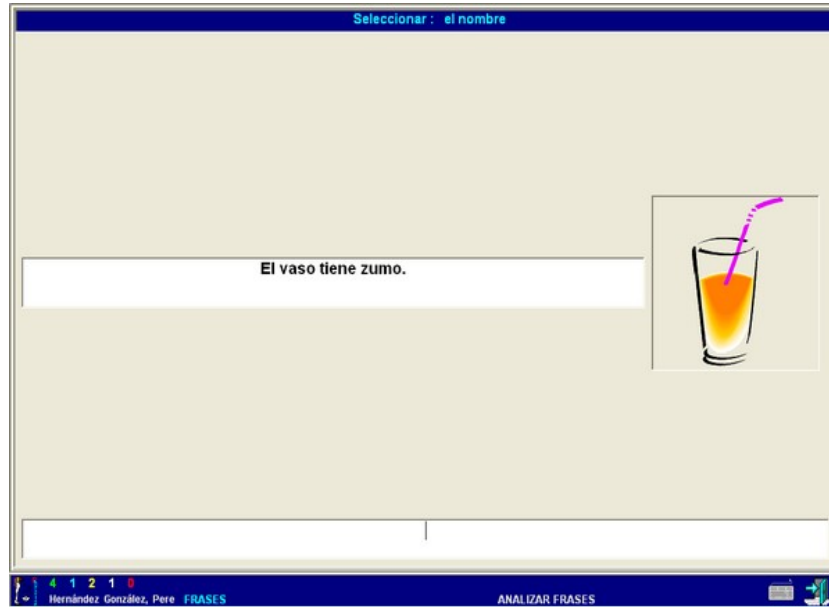 Seleccionar : el nombre
El vaso tiene zumo.
4 1 2 1 0
Hernández González, Pere FRASES ANALIZAR FRASES